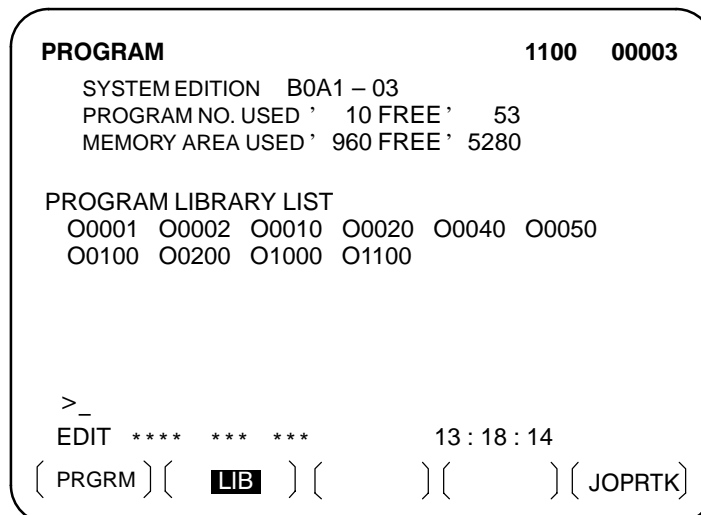 PROGRAM 1100 00003
SYSTEM EDITION B0A1 – 03
PROGRAM NO. USED ’ 10 FREE ’ 53
MEMORY AREA USED ’ 960 FREE ’ 5280
PROGRAM LIBRARY LIST
O0001 O0002 O0010 O0020 O0040 O0050
O0100 O0200 O1000 O1100
>_
EDIT **** *** *** 13 : 18 : 14
[ PRGRM ] [ LIB ] [ ] [ ] [ JOPRTK ]